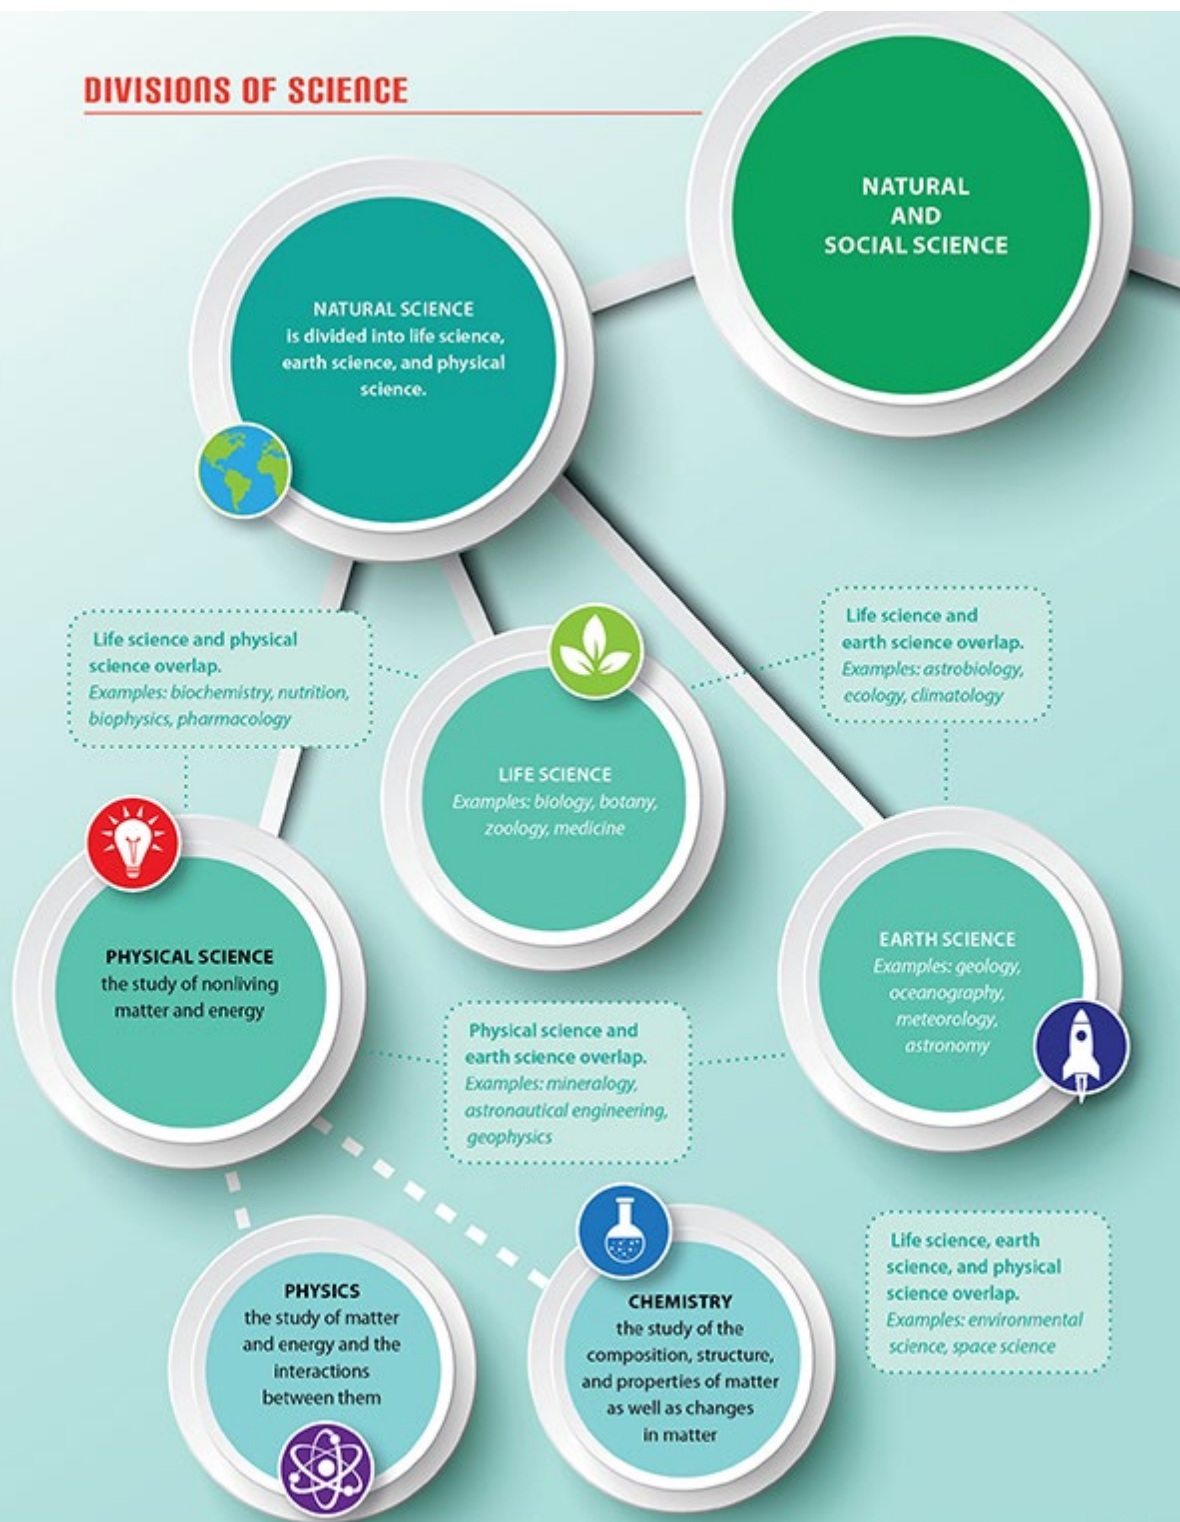 DIVISIONS OF SCIENCE
NATURAL
AND
SOCIAL SCIENCE
NATURAL SCIENCE
is divided into life science,
earth science, and physical
science.
Life science and physical
science overlap.
Examples: biochemistry, nutrition,
biophysics, pharmacology
Life science and
earth science overlap.
Examples: astrobiology,
ecology, climatology
LIFE SCIENCE
Examples: biology, botany,
zoology, medicine
PHYSICAL SCIENCE
the study of nonliving
matter and energy
EARTH SCIENCE
Examples: geology,
oceanography,
meteorology,
astronomy
Physical science and
earth science overlap.
Examples: mineralogy,
astronautical engineering,
geophysics
PHYSICS
the study of matter
and energy and the
interactions
between them
CHEMISTRY
the study of the
composition, structure,
and properties of matter
as well as changes
in matter
Life science, earth
science, and physical
science overlap.
Examples: environmental
science, space science